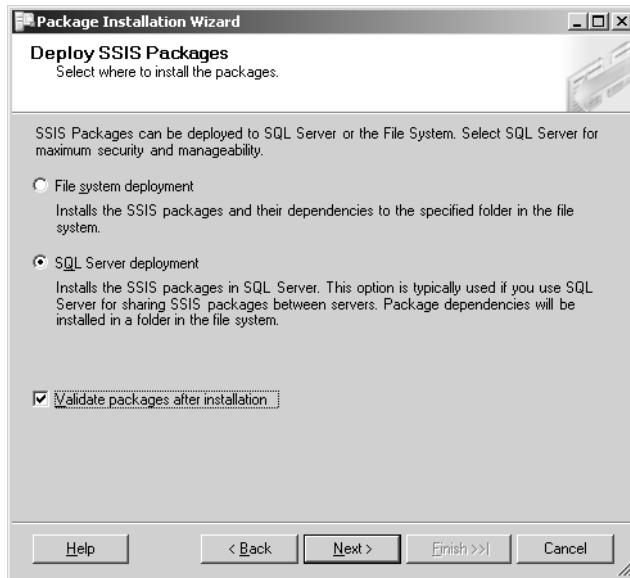 Package Installation Wizard
Deploy SSIS Packages
Select where to install the packages.
SSIS Packages can be deployed to SQL Server or the File System. Select SQL Server for
maximum security and manageability.
File system deployment
Installs the SSIS packages and their dependencies to the specified folder in the file
system.
SQL Server deployment
Installs the SSIS packages in SQL Server. This option is typically used if you use SQL
Server for sharing SSIS packages between servers. Package dependencies will be
installed in a folder in the file system.
Validate packages after installation
Help < Back Next > Finish >>| Cancel